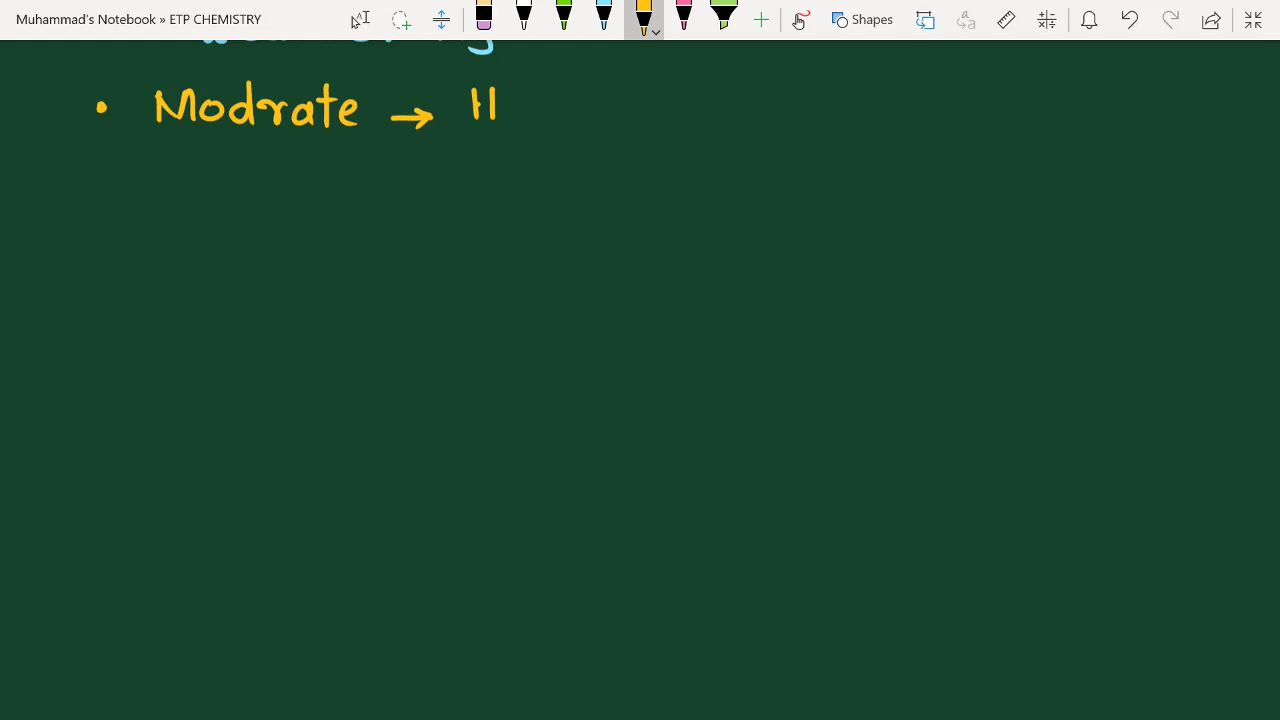 Muhammad's Notebook » ETP CHEMISTRY
Shapes
• Modrate → H